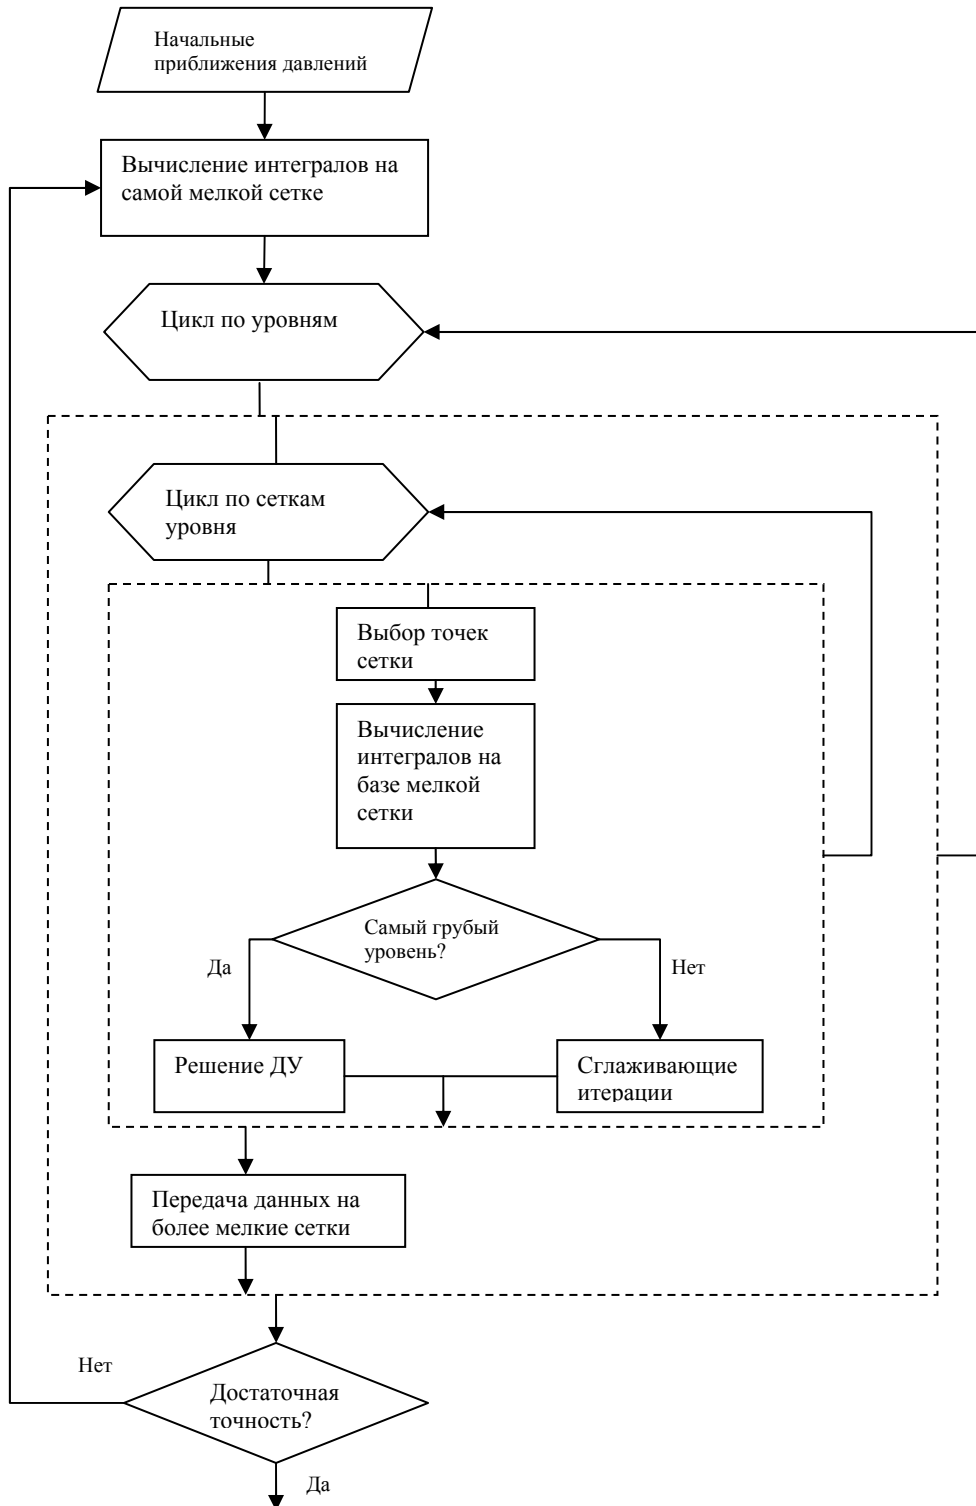 Начальные
приближения давлений
Вычисление интегралов на
самой мелкой сетке
Цикл по уровням
Цикл по сеткам
уровня
Выбор точек
сетки
Вычисление
интегралов на
базе мелкой
сетки
Самый грубый
уровень?
Да
Нет
Решение ДУ
Сглаживающие
итерации
Передача данных на
более мелкие сетки
Нет
Достаточная
точность?
Да